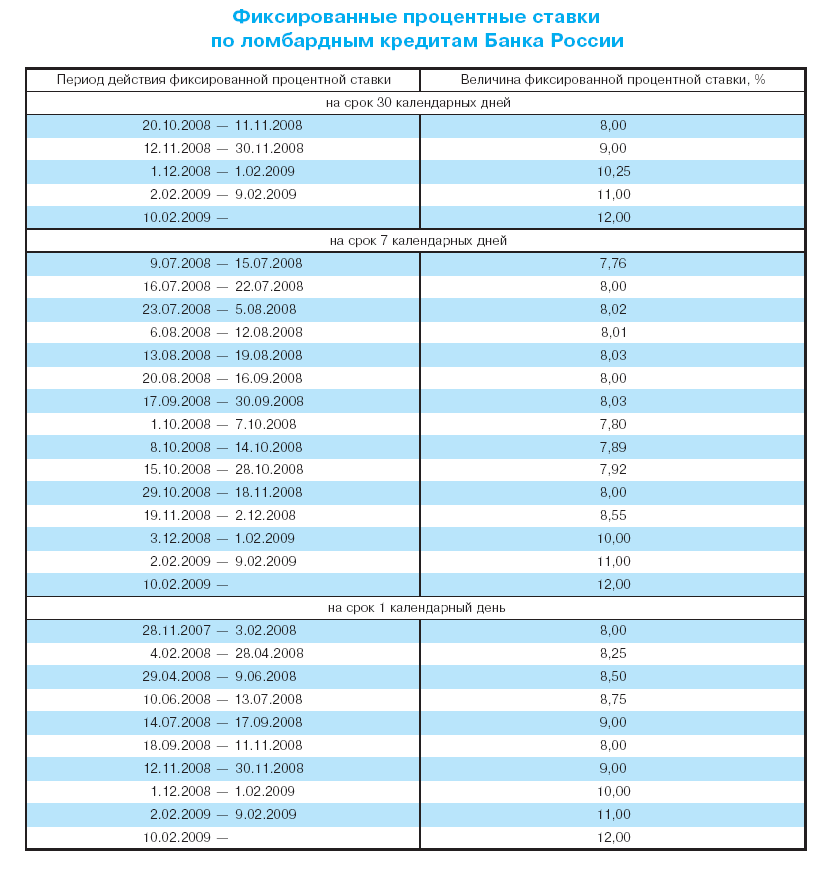 Фиксированные процентные ставки
по ломбардным кредитам Банка России
Период действия фиксированной процентной ставки Величина фиксированной процентной ставки, %
на срок 30 календарных дней
20.10.2008 — 11.11.2008 8,00
12.11.2008 — 30.11.2008 9,00
1.12.2008 — 1.02.2009 10,25
2.02.2009 — 9.02.2009 11,00
10.02.2009 — 12,00
на срок 7 календарных дней
9.07.2008 — 15.07.2008 7,76
16.07.2008 — 22.07.2008 8,00
23.07.2008 — 5.08.2008 8,02
6.08.2008 — 12.08.2008 8,01
13.08.2008 — 19.08.2008 8,03
20.08.2008 — 16.09.2008 8,00
17.09.2008 — 30.09.2008 8,03
1.10.2008 — 7.10.2008 7,80
8.10.2008 — 14.10.2008 7,89
15.10.2008 — 28.10.2008 7,92
29.10.2008 — 18.11.2008 8,00
19.11.2008 — 2.12.2008 8,55
3.12.2008 — 1.02.2009 10,00
2.02.2009 — 9.02.2009 11,00
10.02.2009 — 12,00
на срок 1 календарный день
28.11.2007 — 3.02.2008 8,00
4.02.2008 — 28.04.2008 8,25
29.04.2008 — 9.06.2008 8,50
10.06.2008 — 13.07.2008 8,75
14.07.2008 — 17.09.2008 9,00
18.09.2008 — 11.11.2008 8,00
12.11.2008 — 30.11.2008 9,00
1.12.2008 — 1.02.2009 10,00
2.02.2009 — 9.02.2009 11,00
10.02.2009 — 12,00